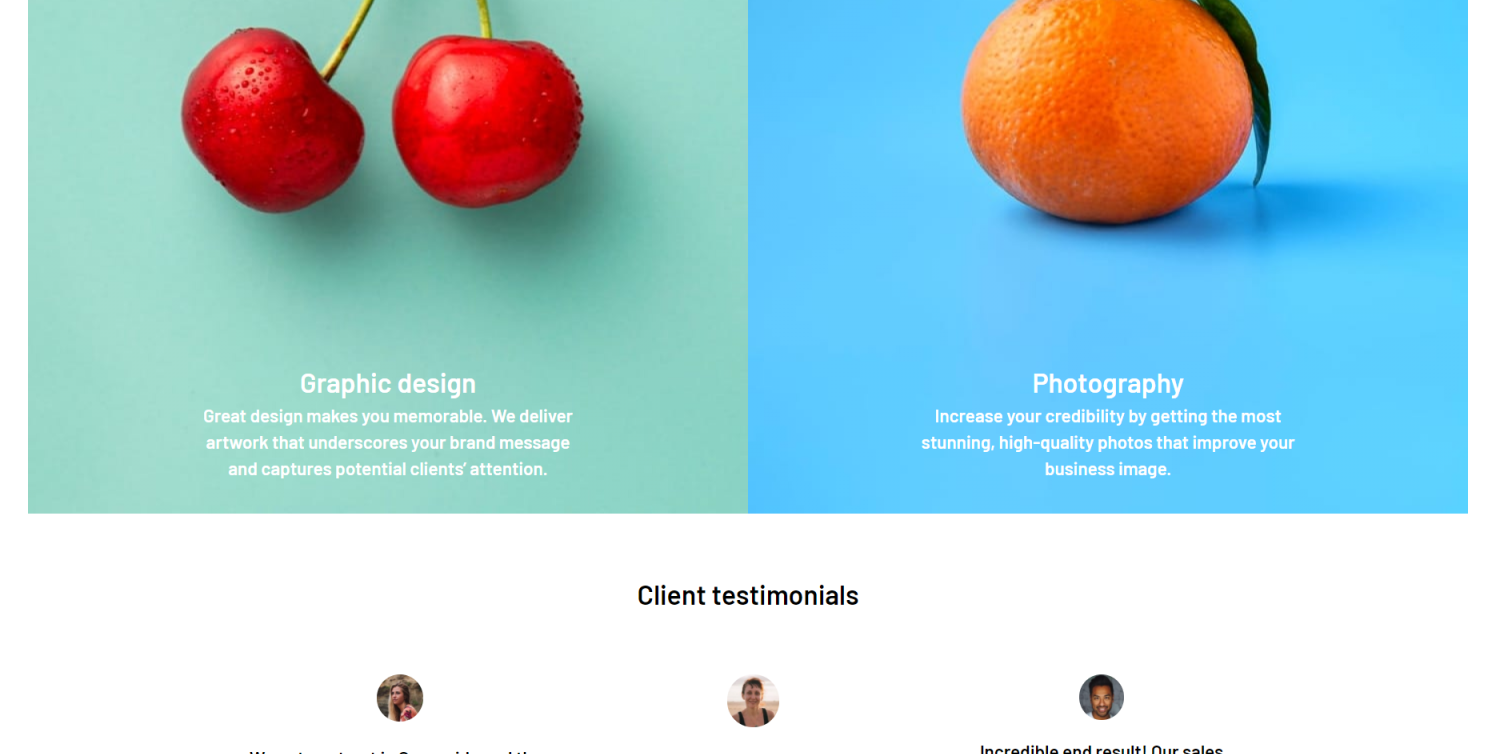 Graphic design
Great design makes you memorable. We deliver
artwork that underscores your brand message
and captures potential clients’ attention.
Photography
Increase your credibility by getting the most
stunning, high-quality photos that improve your
business image.
Client testimonials
Incredible end result! Our sales